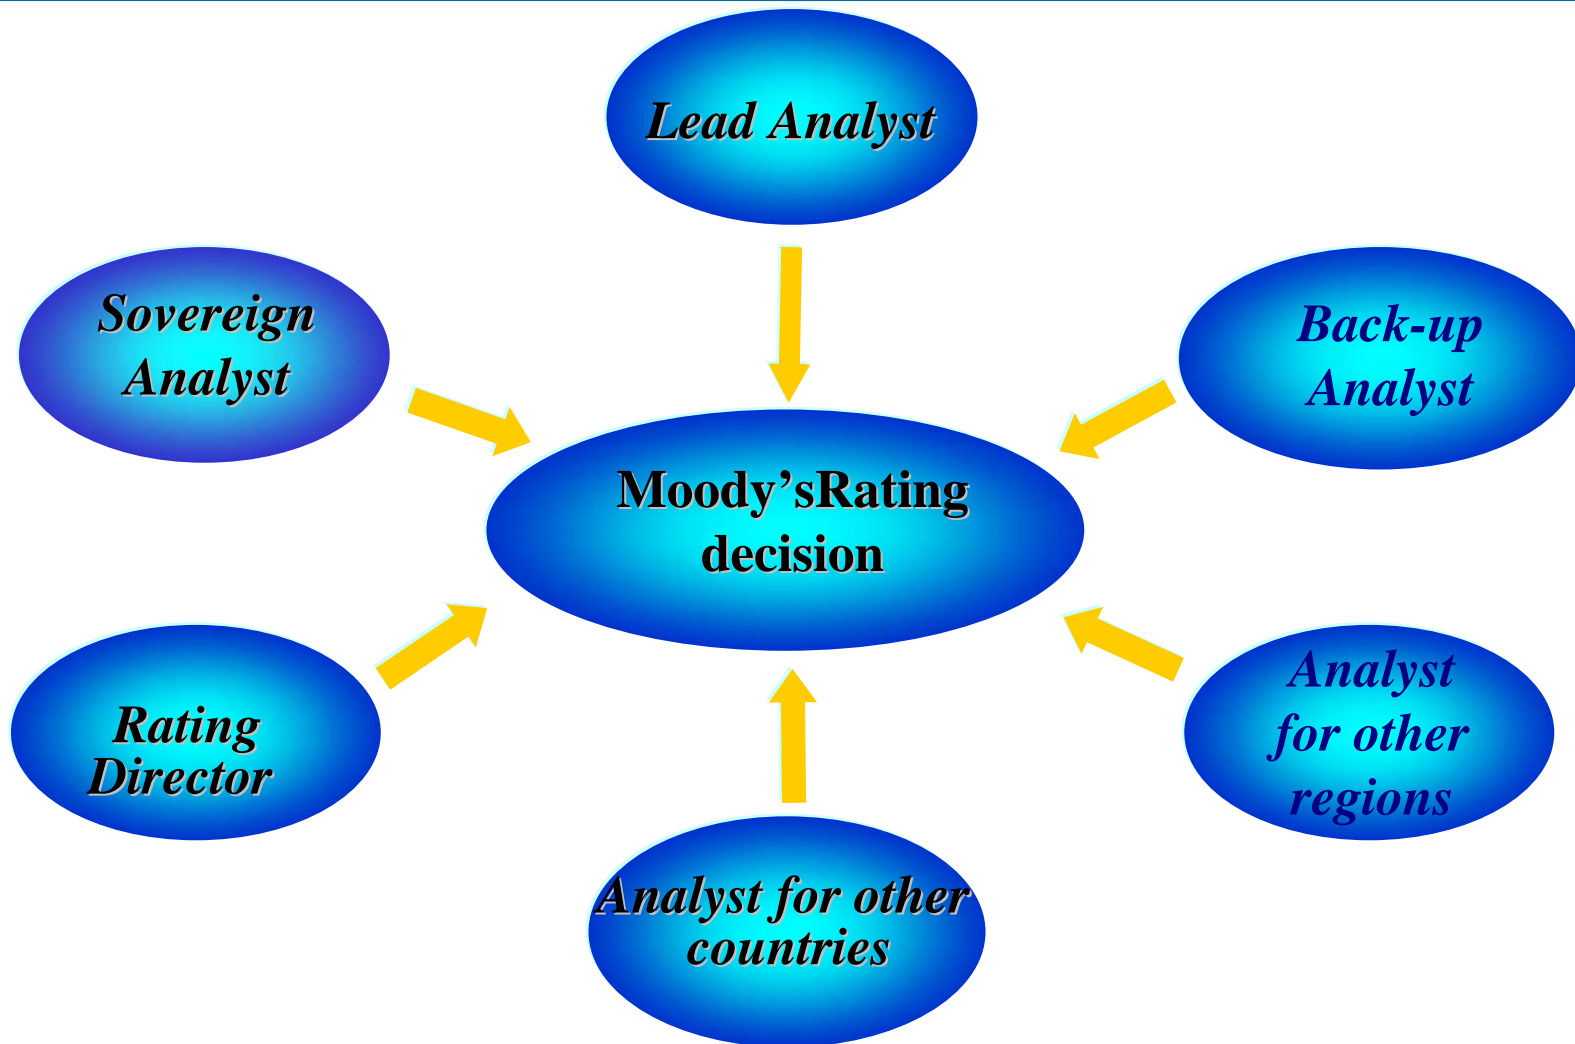 Lead Analyst
Sovereign
Analyst
Back-up
Analyst
Moody’sRating
decision
Rating
Director
Analyst
for other
regions
Analyst for other
countries